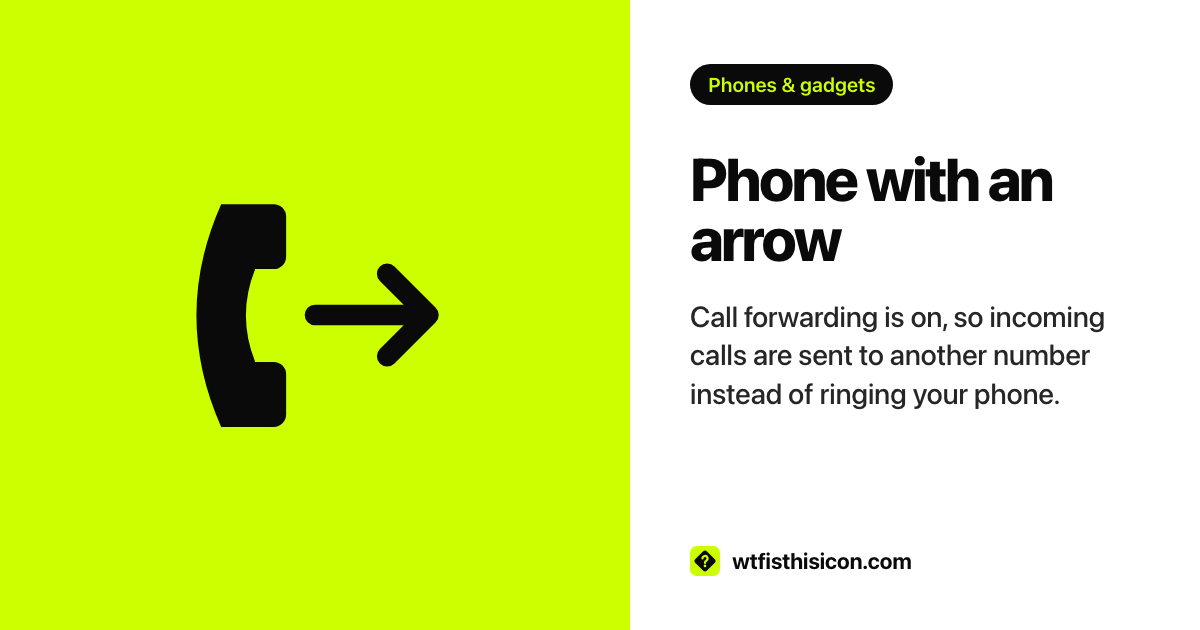 Phones & gadgets
Phone with an
arrow
Call forwarding is on, so incoming
calls are sent to another number
instead of ringing your phone.
?
wtfisthisicon.com